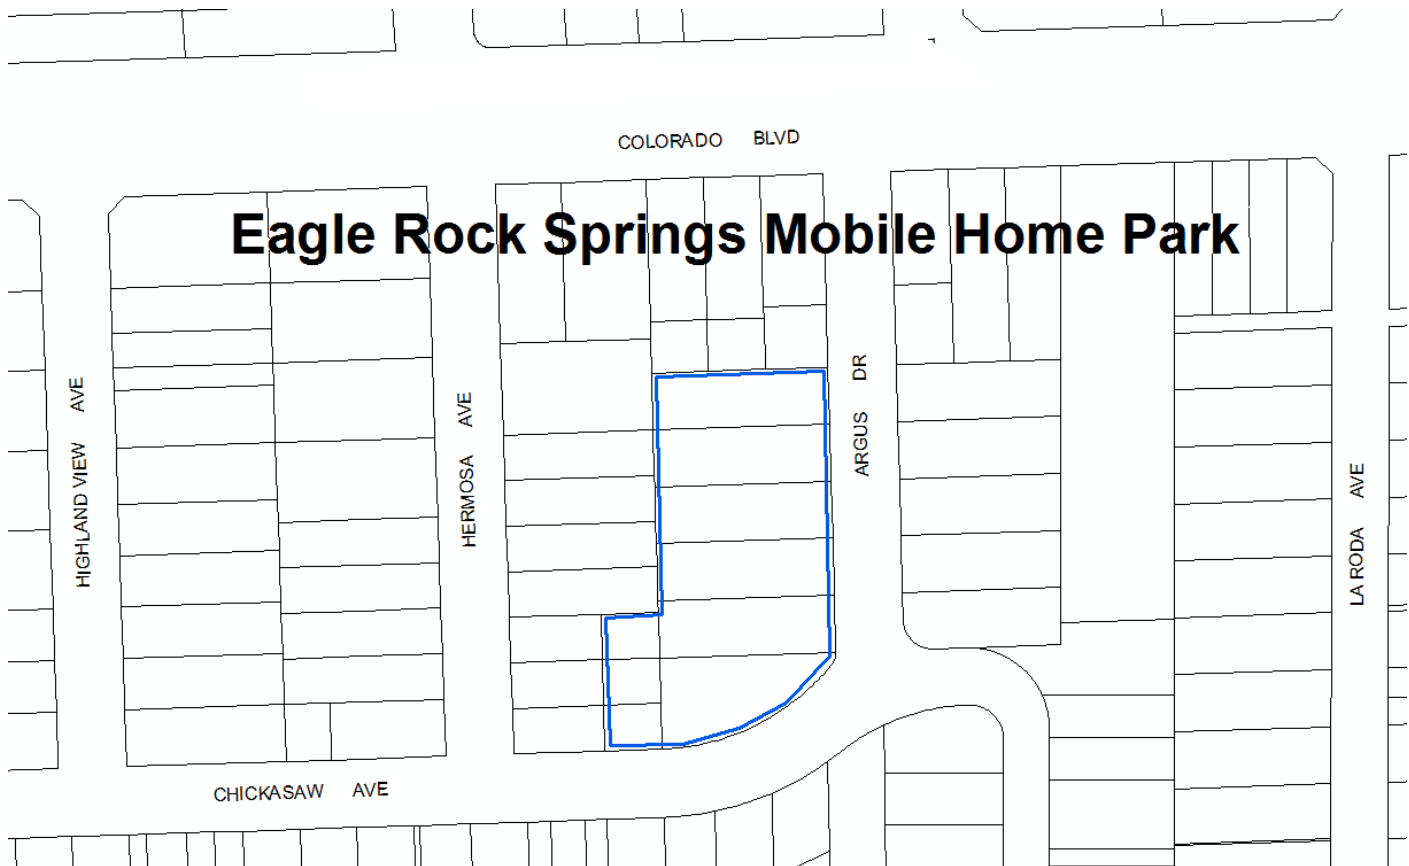 COLORADO BLVD
Eagle Rock Springs Mobile Home Park
HIGHLAND VIEW AVE
HERMOSA AVE
ARGUS DR
LA RODA AVE
CHICKASAW AVE